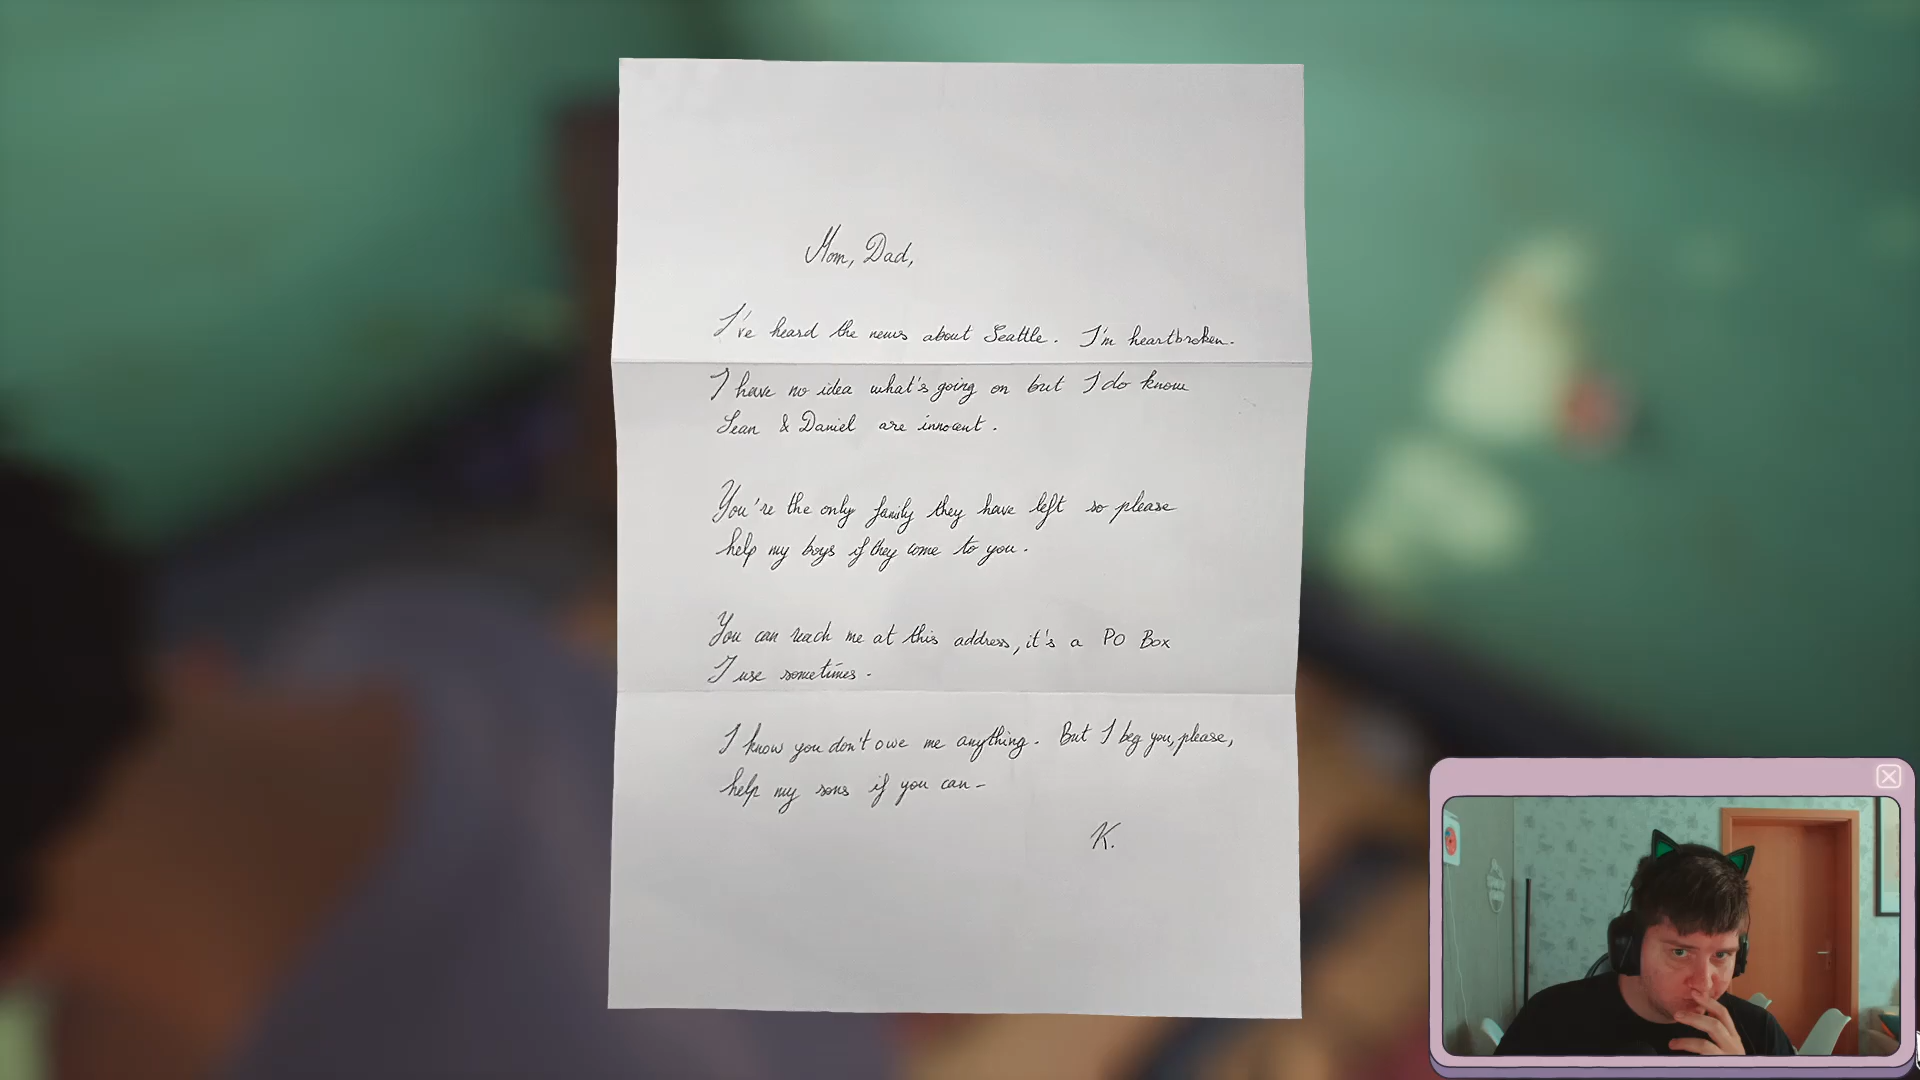 Mom, Dad,
I've heard the news about Seattle. I'm heartbroken.
I have no idea what's going on but I do know
Sean & Daniel are innocent.
You're the only family they have left so please
help my boys if they come to you.
You can reach me at this address, it's a PO Box
I use sometimes.
I know you don't owe me anything. But I beg you, please,
help my sons if you can-
K.